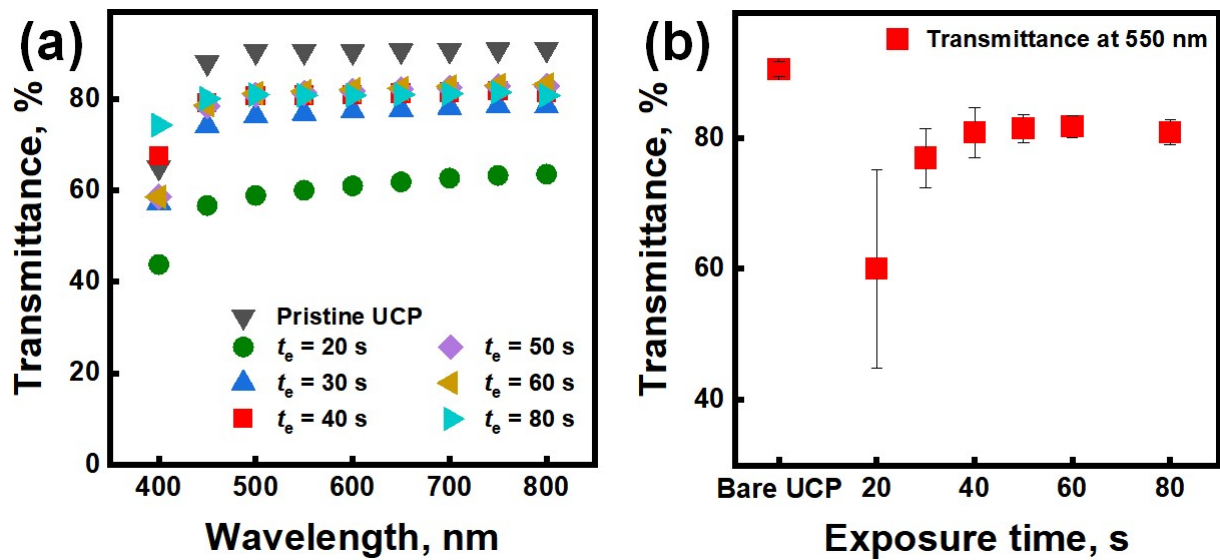 (a)
Transmittance, %
80
60
40
20
0
Pristine UCP
te = 20 s
te = 30 s
te = 40 s
te = 50 s
te = 60 s
te = 80 s
400 500 600 700 800
Wavelength, nm
(b)
Transmittance at 550 nm
Transmittance, %
80
60
40
Bare UCP 20 40 60 80
Exposure time, s